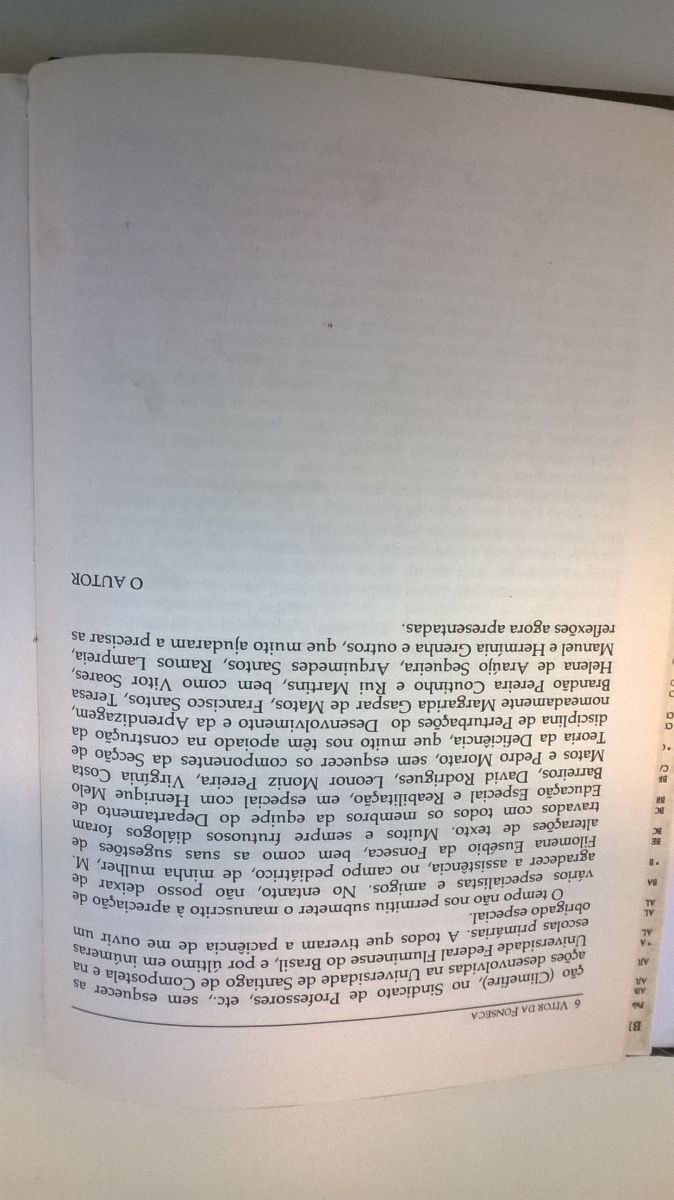 6 VITOR DA FONSECA
ção (Climefire), no Sindicato de Professores, etc., sem esquecer as
ações desenvolvidas na Universidade de Santiago de Compostela e na
Universidade Federal Fluminense do Brasil, e por último em inúmeras
escolas primárias. A todos que tiveram a paciência de me ouvir um
obrigado especial.
O tempo não nos permitiu submeter o manuscrito à apreciação de
vários especialistas e amigos. No entanto, não posso deixar de
agradecer a assistência, no campo pediátrico, de minha mulher, M.
Filomena Eusébio da Fonseca, bem como as suas sugestões de
alterações de texto. Muitos e sempre frutuosos diálogos foram
travados com todos os membros da equipe do Departamento de
Educação Especial e Reabilitação, em especial com Henrique Melo
Barreiros, David Rodrigues, Leonor Moniz Pereira, Virgínia Costa
Matos e Pedro Morato, sem esquecer os componentes da Secção de
Teoria da Deficiência, que muito nos têm apoiado na construção da
disciplina de Perturbações do Desenvolvimento e da Aprendizagem,
nomeadamente Margarida Gaspar de Matos, Francisco Santos, Teresa
Brandão Pereira Coutinho e Rui Martins, bem como Vitor Soares,
Helena de Araújo Sequeira, Arquimedes Santos, Ramos Lampreia,
Manuel e Hermínia Grenha e outros, que muito ajudaram a precisar as
reflexões agora apresentadas.
O AUTOR